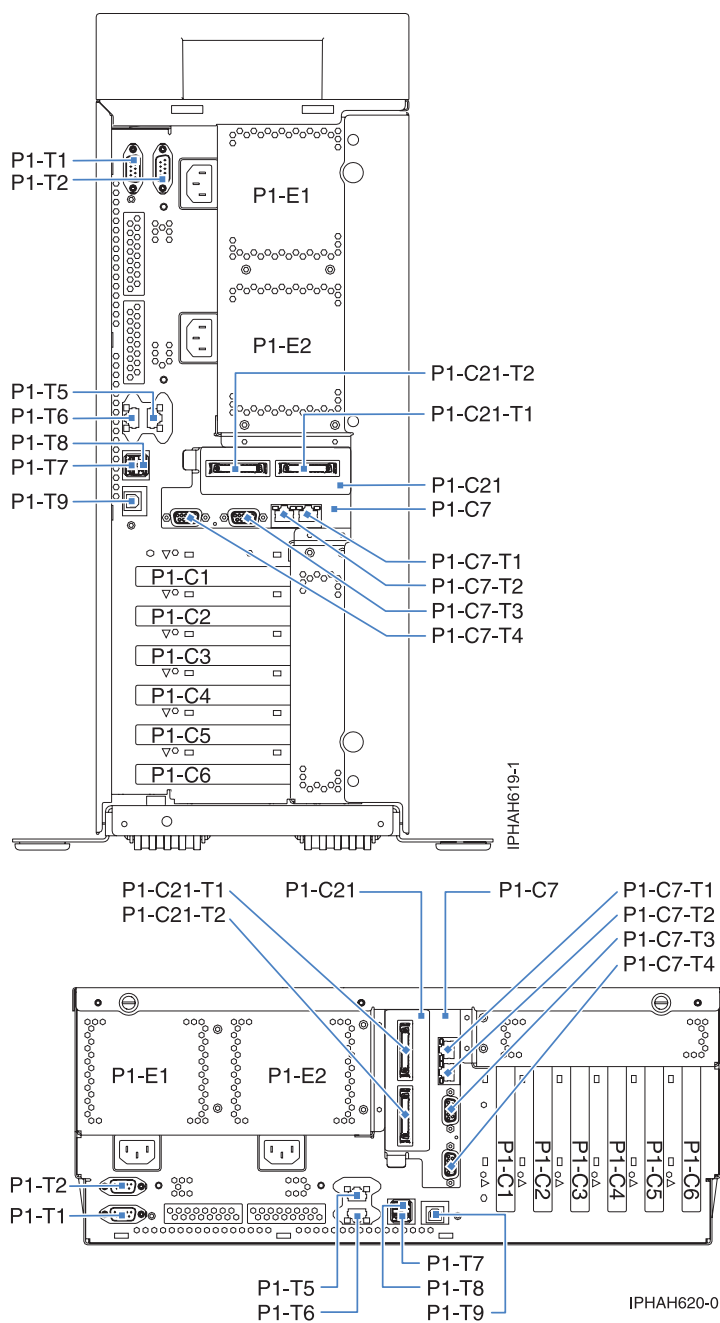 P1-T1
P1-T2
P1-E1
P1-E2
P1-C21-T2
P1-T5
P1-C21-T1
P1-T6
P1-T8
P1-T7
P1-C21
P1-T9
P1-C7
P1-C7-T1
P1-C7-T2
P1-C7-T3
P1-C7-T4
P1-C1
P1-C2
P1-C3
P1-C4
P1-C5
P1-C6
IPHAH619-1
P1-C21-T1
P1-C21
P1-C7
P1-C7-T1
P1-C21-T2
P1-C7-T2
P1-C7-T3
P1-C7-T4
P1-E1
P1-E2
P1-C1
P1-C2
P1-C3
P1-C4
P1-C5
P1-C6
P1-T2
P1-T1
P1-T7
P1-T5
P1-T8
P1-T6
P1-T9
IPHAH620-0